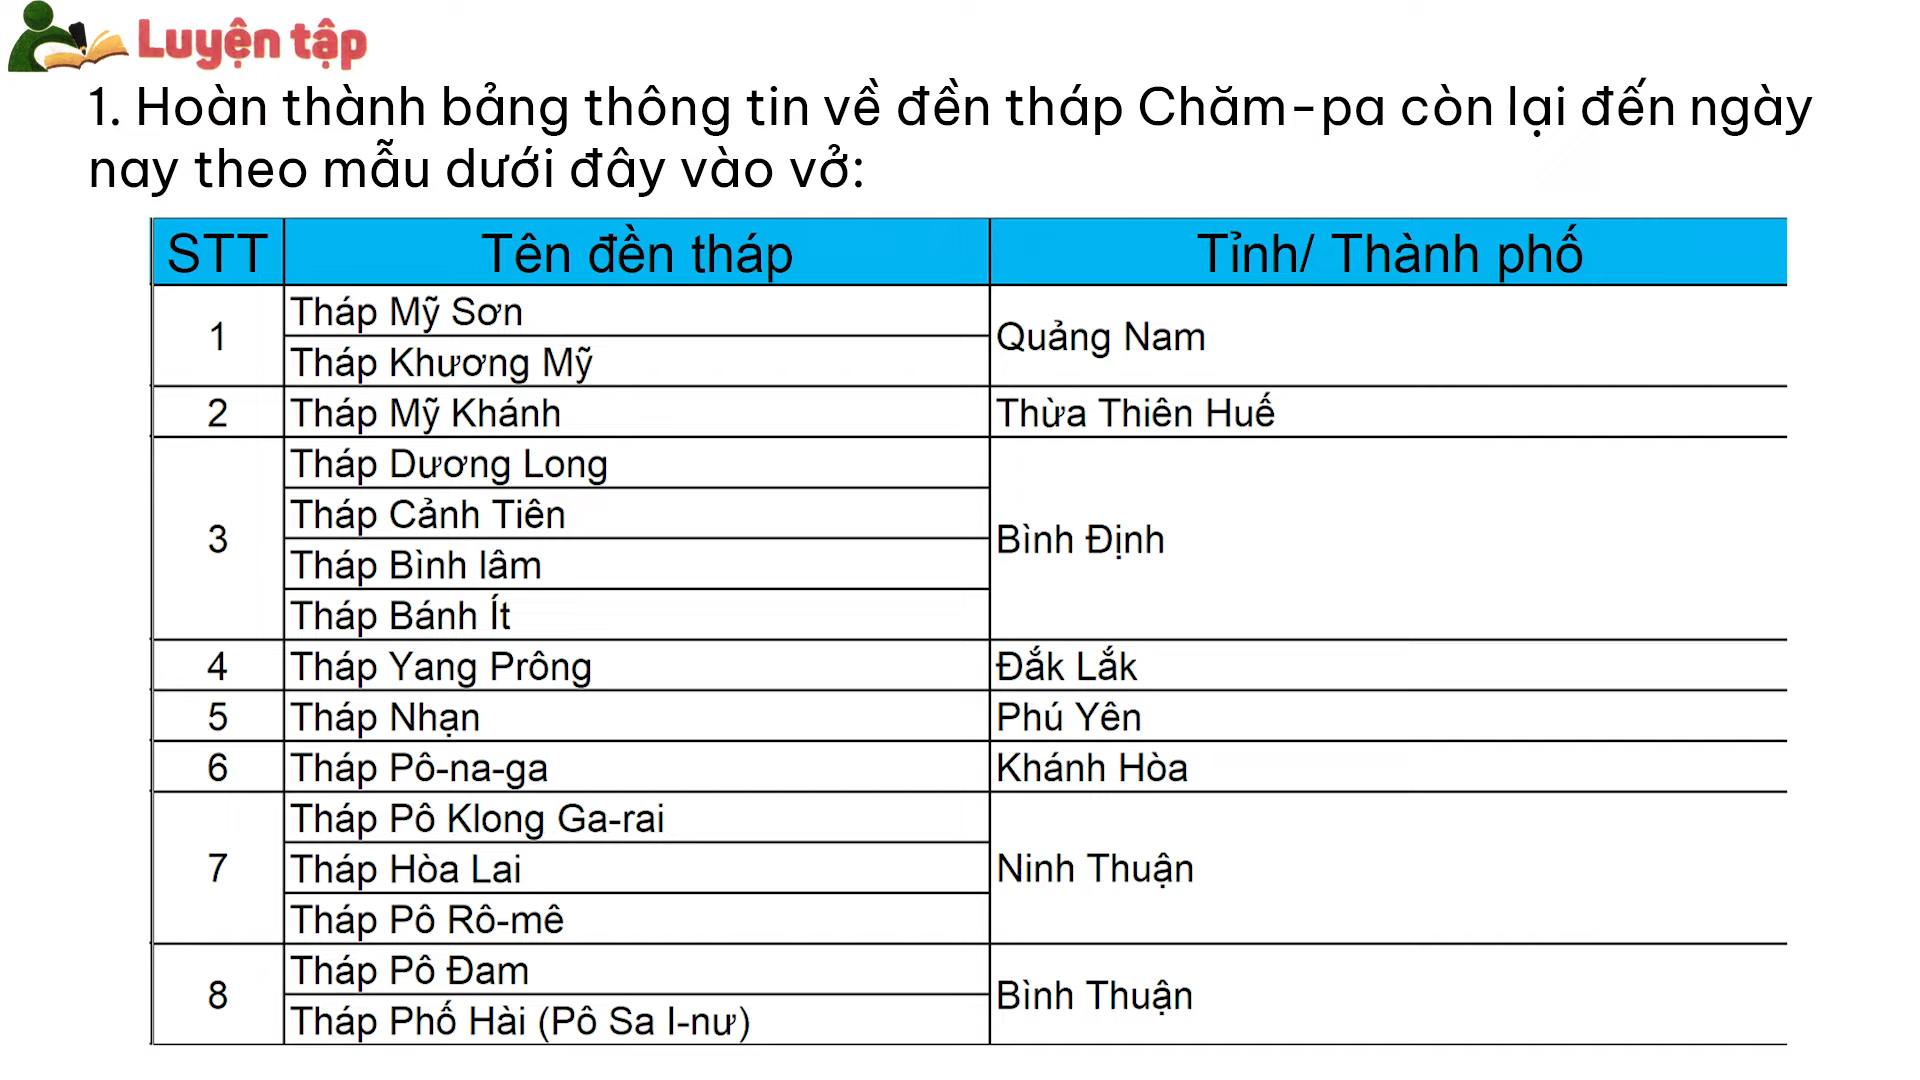 Luyện tập
1. Hoàn thành bảng thông tin về đền tháp Chăm-pa còn lại đến ngày
nay theo mẫu dưới đây vào vở:
STT Tên đền tháp Tỉnh/ Thành phố
1 Tháp Mỹ Sơn Quảng Nam
Tháp Khương Mỹ
2 Tháp Mỹ Khánh Thừa Thiên Huế
3 Tháp Dương Long Bình Định
Tháp Cảnh Tiên
Tháp Bình lâm
Tháp Bánh Ít
4 Tháp Yang Prông Đắk Lắk
5 Tháp Nhạn Phú Yên
6 Tháp Pô-na-ga Khánh Hòa
7 Tháp Pô Klong Ga-rai Ninh Thuận
Tháp Hòa Lai
Tháp Pô Rô-mê
8 Tháp Pô Đam Bình Thuận
Tháp Phố Hài (Pô Sa I-nư)